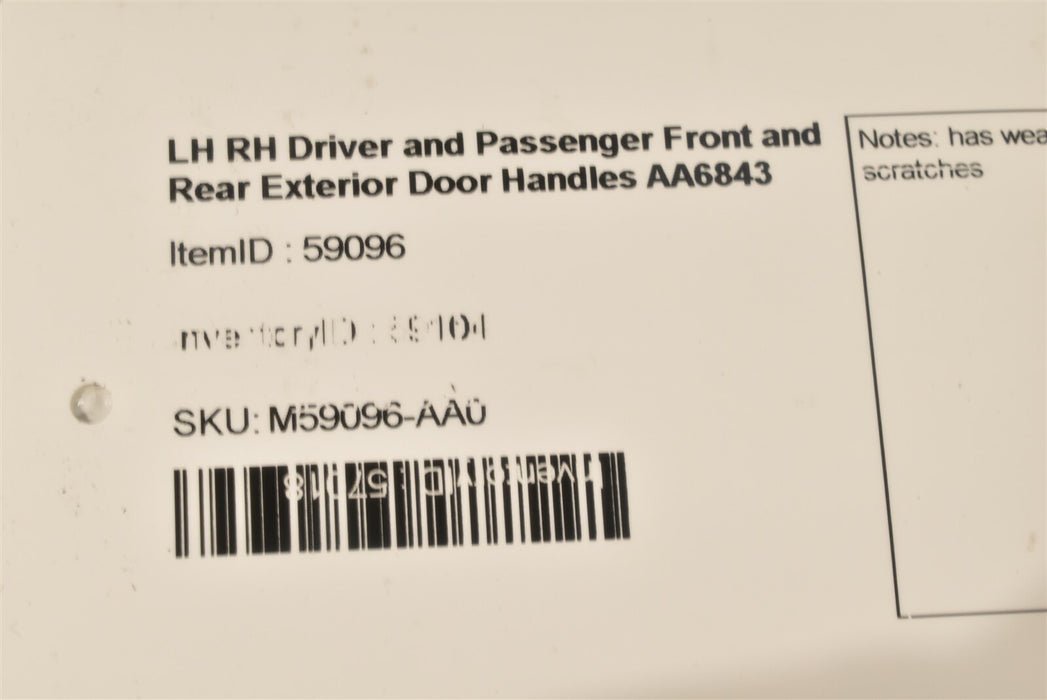 LH RH Driver and Passenger Front and
Rear Exterior Door Handles AA6843
ItemID : 59096
InventoryID :
SKU: M59096-AA0
Notes: has
scratches